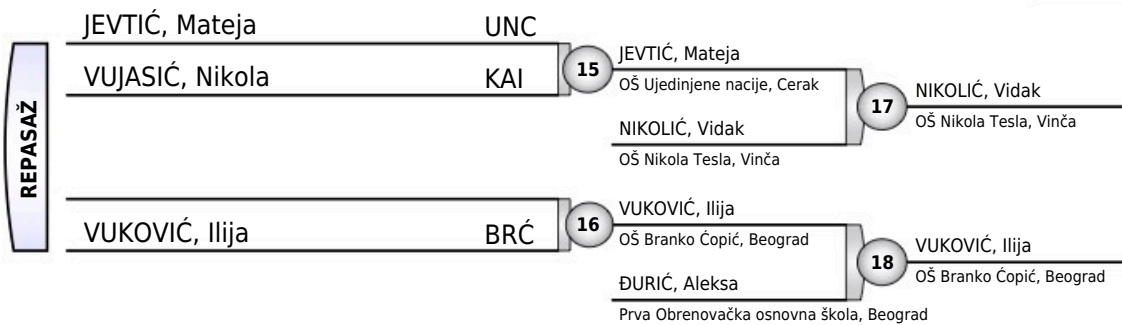 REPASAŽ
JEVTIĆ, Mateja UNC
VUJASIĆ, Nikola KAI
15
JEVTIĆ, Mateja
OŠ Ujedinjene nacije, Cerak
NIKOLIĆ, Vidak
OŠ Nikola Tesla, Vinča
17
NIKOLIĆ, Vidak
OŠ Nikola Tesla, Vinča
VUKOVIĆ, Ilija BRĆ
16
VUKOVIĆ, Ilija
OŠ Branko Ćopić, Beograd
ĐURIĆ, Aleksa
Prva Obrenovačka osnovna škola, Beograd
18
VUKOVIĆ, Ilija
OŠ Branko Ćopić, Beograd